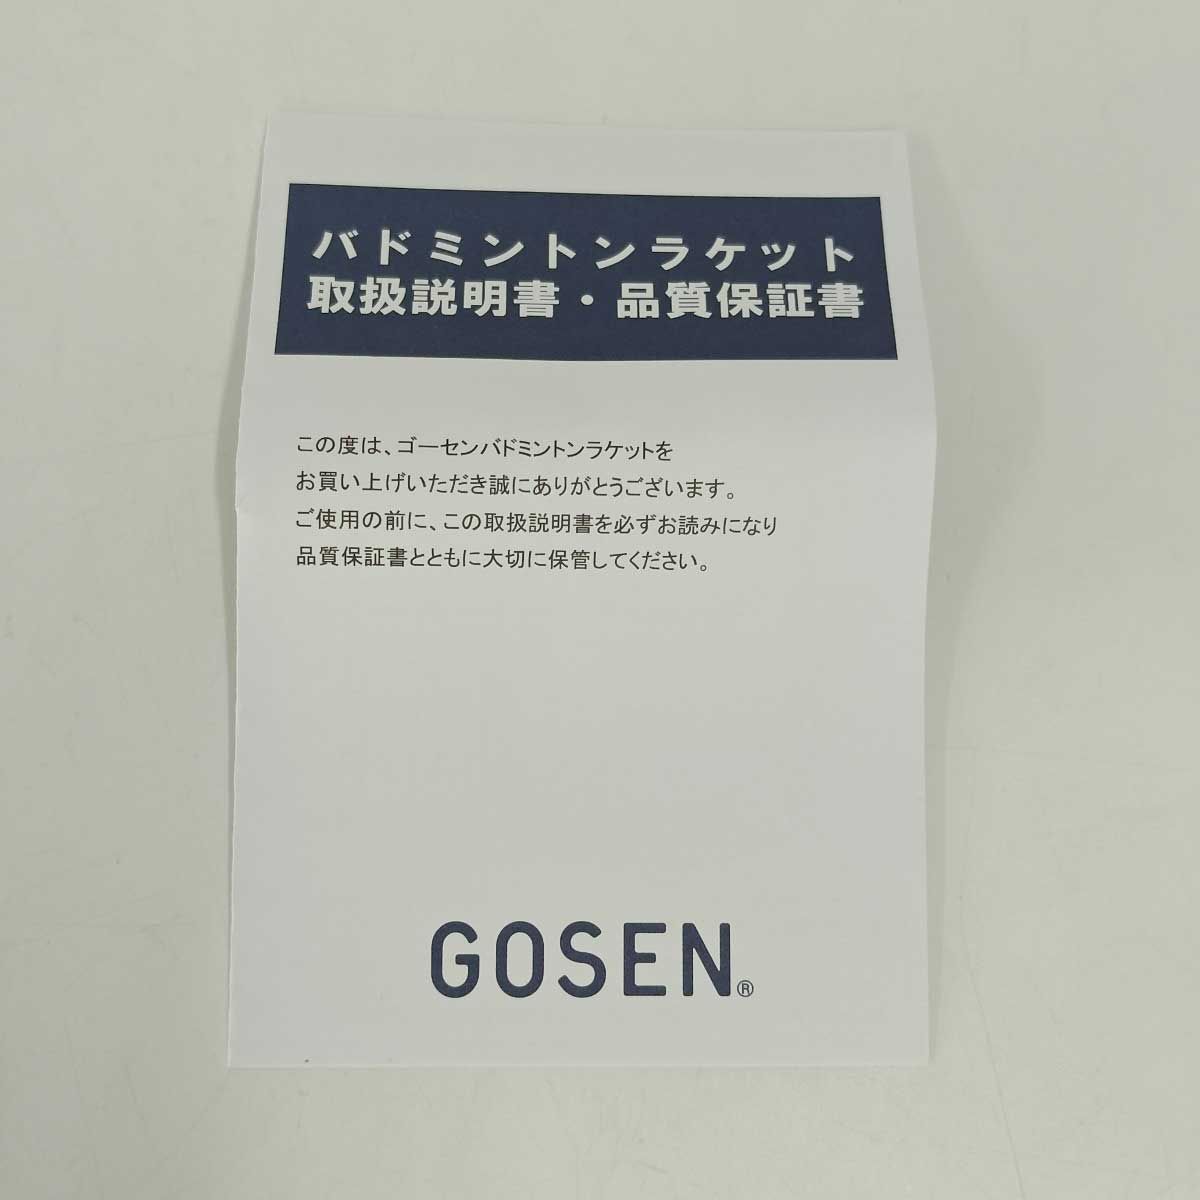 バドミントンラケット
取扱説明書・品質保証書
この度は、ゴーセンバドミントンラケットを
お買い上げいただき誠にありがとうございます。
ご使用の前に、この取扱説明書を必ずお読みになり
品質保証書とともに大切に保管してください。
GOSEN®